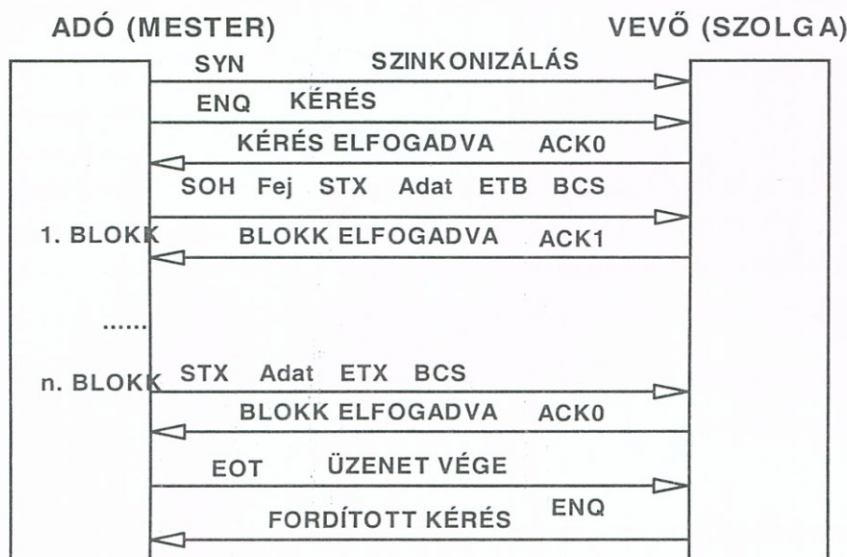 ADÓ (MESTER) VEVŐ (SZOLGA)
SYN SZINKONIZÁLÁS
ENQ KÉRÉS
KÉRÉS ELFOGADVA ACK0
SOH Fej STX Adat ETB BCS
1. BLOKK BLOKK ELFOGADVA ACK1
......
n. BLOKK STX Adat ETX BCS
BLOKK ELFOGADVA ACK0
EOT ÜZENET VÉGE
FORDÍTOTT KÉRÉS ENQ